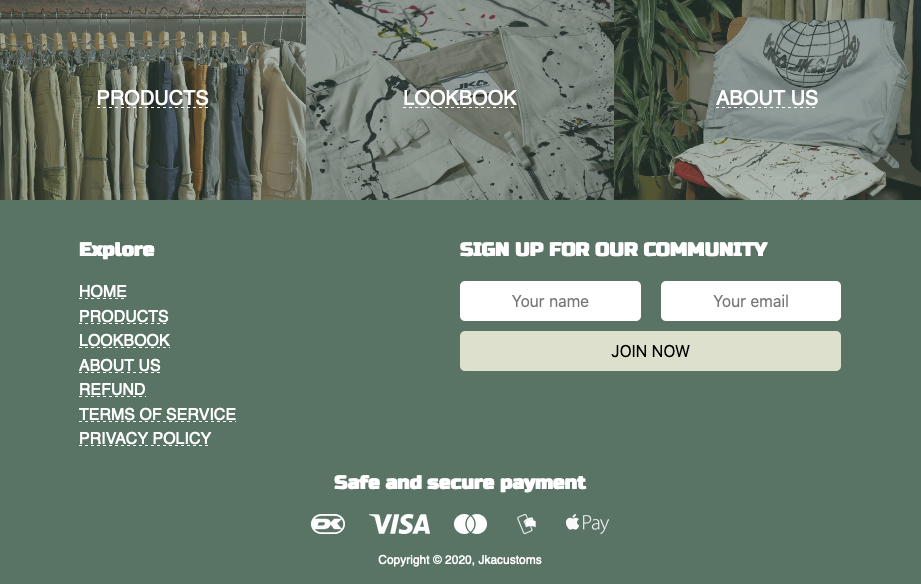 PRODUCTS
LOOKBOOK
ABOUT US
Explore
HOME
PRODUCTS
LOOKBOOK
ABOUT US
REFUND
TERMS OF SERVICE
PRIVACY POLICY
SIGN UP FOR OUR COMMUNITY
Your name
Your email
JOIN NOW
Safe and secure payment
VISA
Pay
Copyright © 2020, Jkacustoms